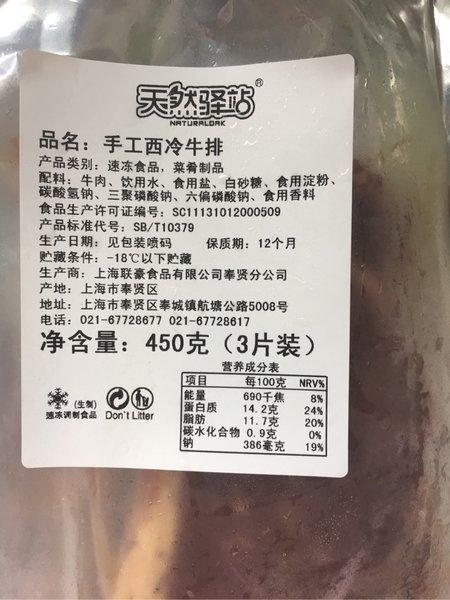 天然驿站®
NATURALOAK
品名：手工西冷牛排
产品类别：速冻食品，菜肴制品
配料：牛肉、饮用水、食用盐、白砂糖、食用淀粉、
碳酸氢钠、三聚磷酸钠、六偏磷酸钠、食用香料
食品生产许可证编号：SC11131012000509
产品标准代号：SB/T10379
生产日期：见包装喷码 保质期：12个月
贮藏条件：-18℃以下贮藏
生产商：上海联豪食品有限公司奉贤分公司
产地：上海市奉贤区
地址：上海市奉贤区奉城镇航塘公路5008号
电话：021-67728677 021-67728617
净含量：450克（3片装）
营养成分表
项目 每100克 NRV%
能量 690千焦 8%
蛋白质 14.2克 24%
脂肪 11.7克 20%
碳水化合物 0.9克 0%
钠 386毫克 19%
(生制)
速冻调制食品 Don't Litter